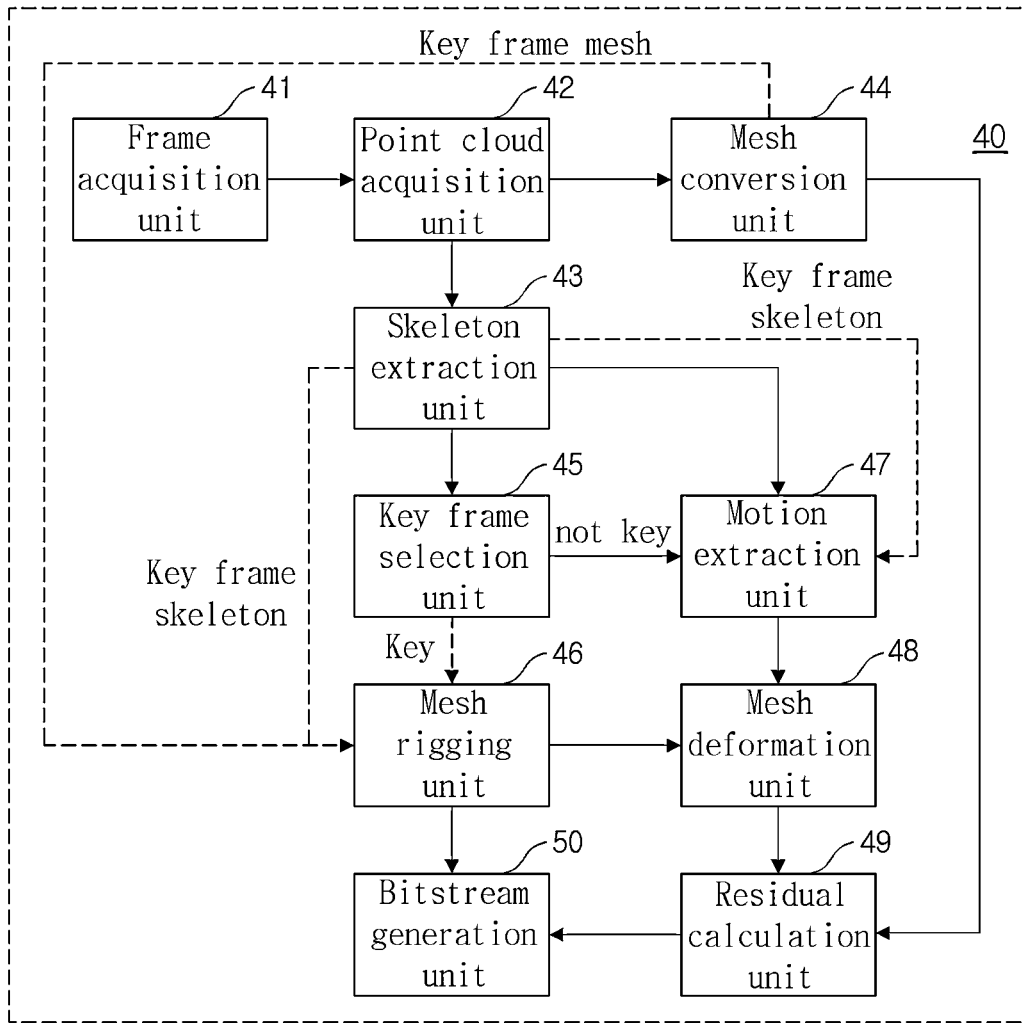 Key frame mesh
41
42
44
40
Frame
acquisition
unit
Point cloud
acquisition
unit
Mesh
conversion
unit
43
Key frame
skeleton
Skeleton
extraction
unit
45
47
Key frame
selection
unit
not key
Motion
extraction
unit
Key frame
skeleton
Key
46
48
Mesh
rigging
unit
Mesh
deformation
unit
50
49
Bitstream
generation
unit
Residual
calculation
unit